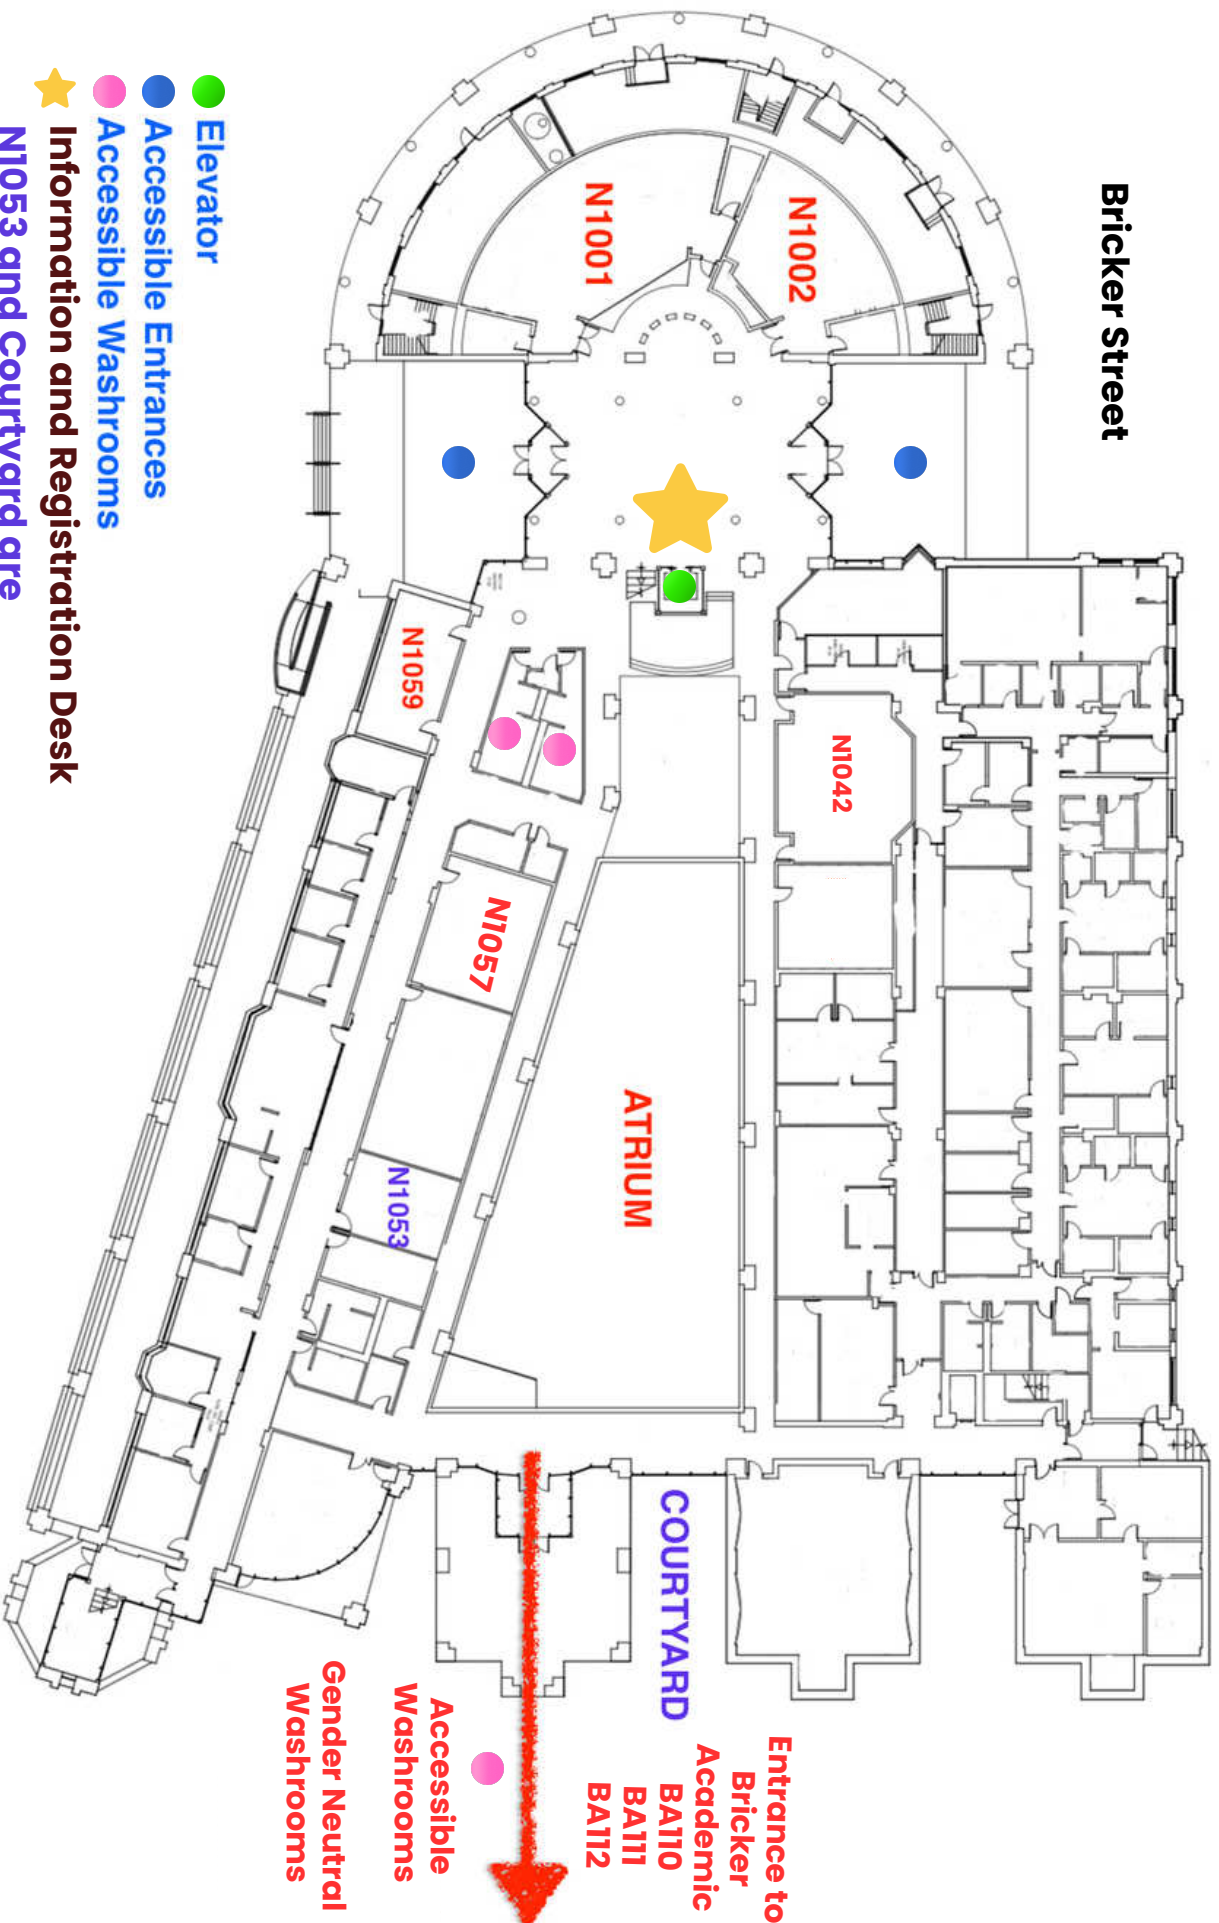 Bricker Street
Elevator
Accessible Entrances
Accessible Washrooms
Information and Registration Desk
N1053 and Courtyard are
N1002
N1001
N1042
N1059
N1057
ATRIUM
N1053
COURTYARD
Entrance to
Bricker
Academic
BA110
BA111
BA112
Accessible
Washrooms
Gender Neutral
Washrooms